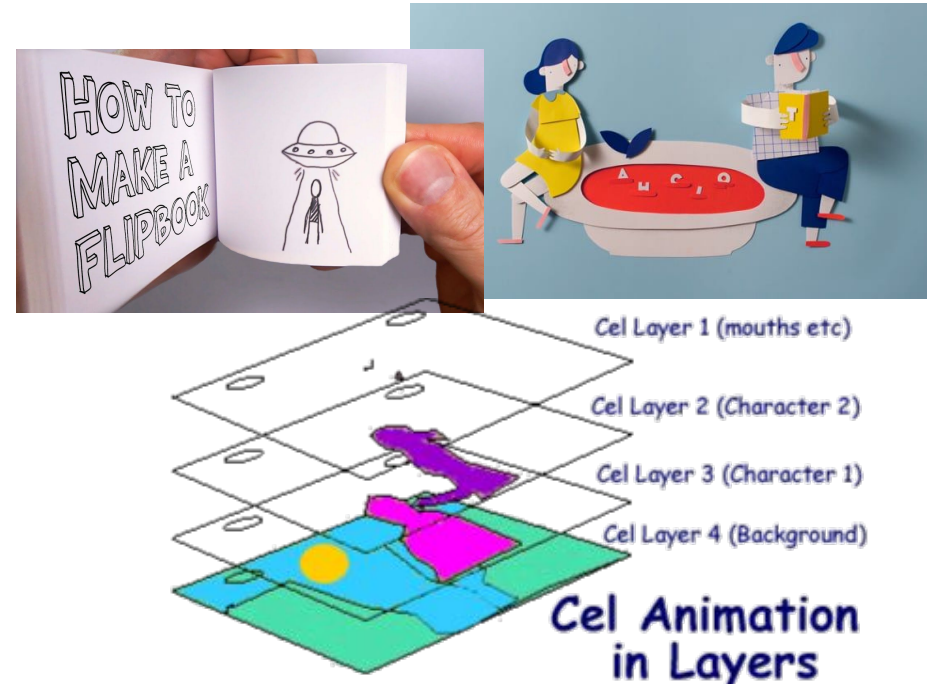 HOW TO
MAKE A
FLIPBOOK
T
A H C I O
Cel Layer 1 (mouths etc)
Cel Layer 2 (Character 2)
Cel Layer 3 (Character 1)
Cel Layer 4 (Background)
Cel Animation
in Layers